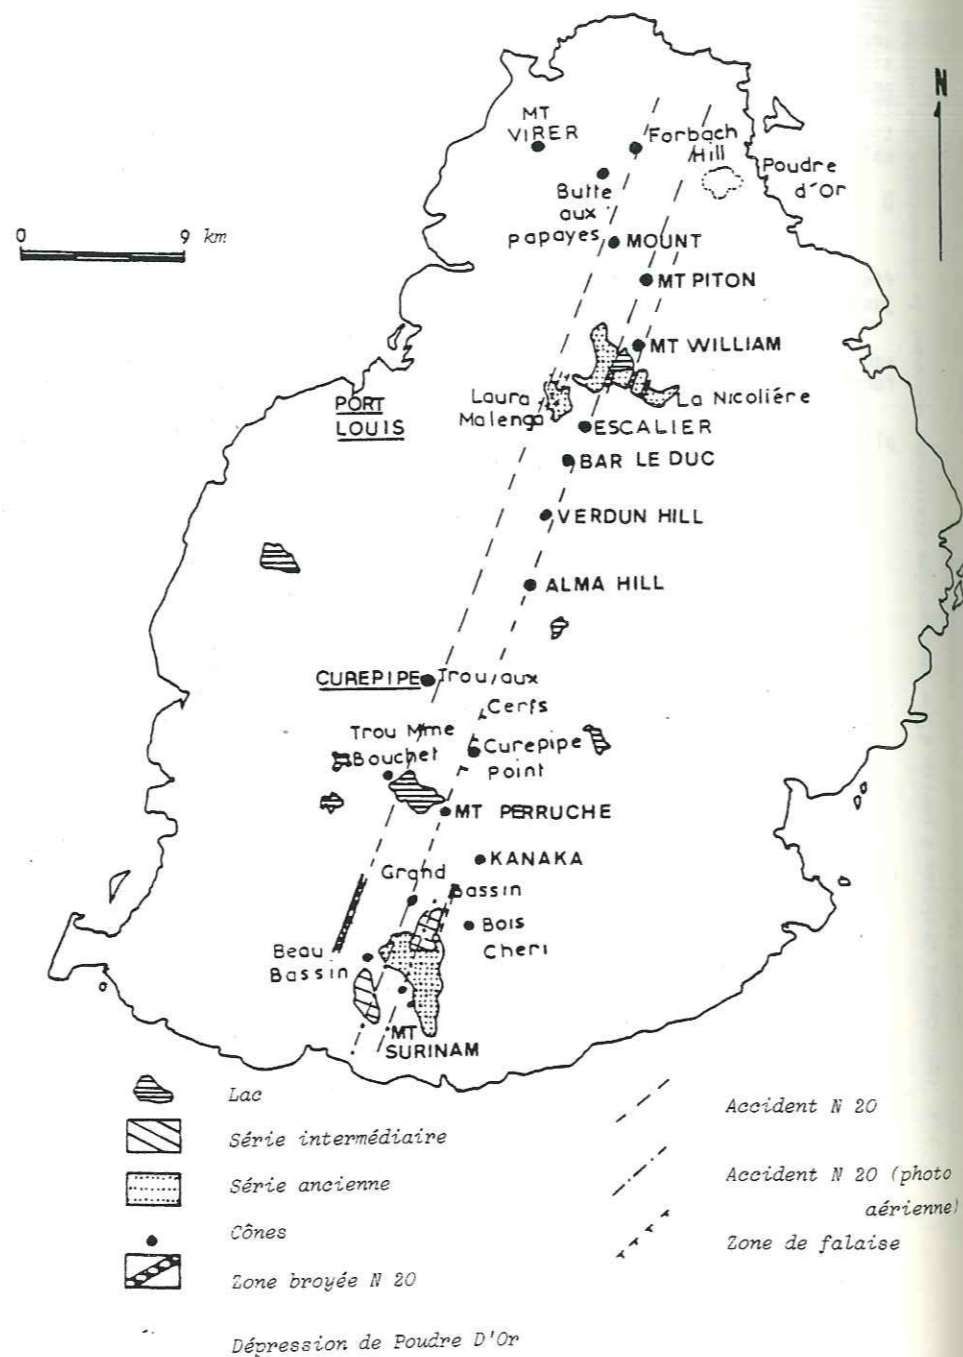 N
MT
VIRER
Forbach
Hill
Poudre
d'Or
Butte
aux
Papayes
MOUNT
0 9 km
MT PITON
MT WILLIAM
La Nicoliére
Laura
Malenga
PORT
LOUIS
ESCALIER
BAR LE DUC
VERDUN HILL
ALMA HILL
CUREPIPE
Trou aux
Cerfs
Trou Mme
Bouchet
Curepipe
Point
MT PERRUCHE
KANAKA
Grand
Bassin
Bois
Cheri
Beau
Bassin
MT
SURINAM
Lac
Série intermédiaire
Série ancienne
Cônes
Zone broyée N 20
Dépression de Poudre D'Or
Accident N 20
Accident N 20 (photo
aérienne)
Zone de falaise